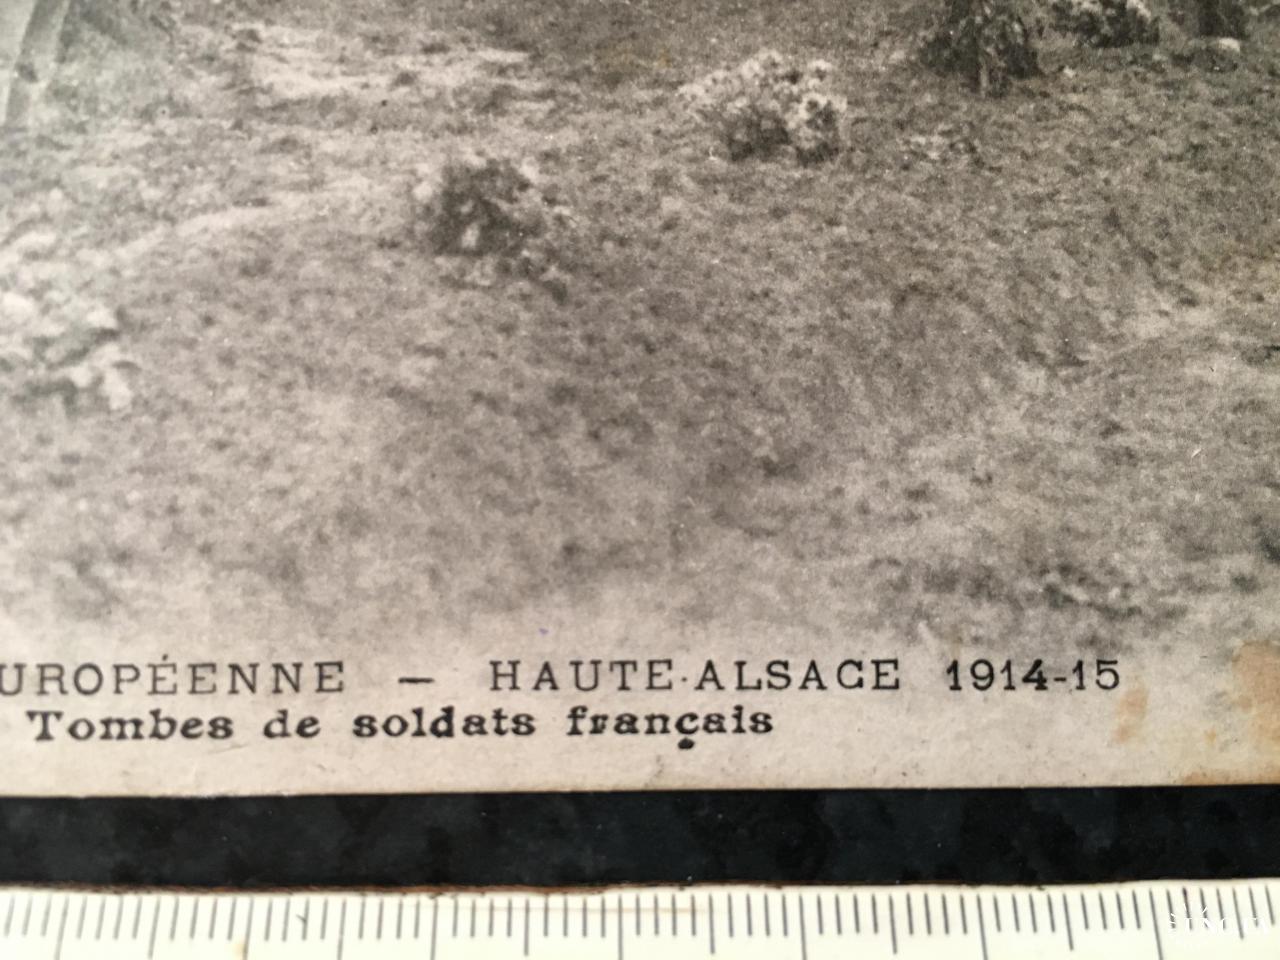 UROPÉENNE — HAUTE-ALSACE 1914-15
Tombes de soldats français